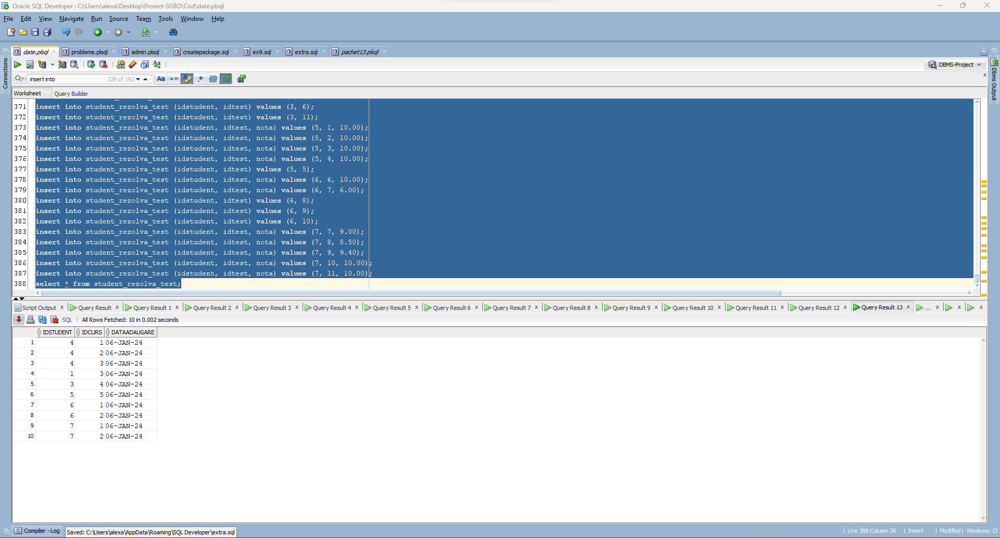 Oracle SQL Developer : C:\Users\alexa\Desktop\Proiect-SGBD\Cod\date.plsql
File Edit View Navigate Run Source Team Tools Window Help
date.plsql probleme.plsql admin.plsql createpackage.sql ex9.sql extra.sql pachet13.plsql
Connections
DBMS-Project
Dbms Output
insert into 139 of 192 Aa “ ” .*
Worksheet Query Builder
371 insert into student_rezolva_test (idstudent, idtest) values (3, 6);
372 insert into student_rezolva_test (idstudent, idtest) values (3, 11);
373 insert into student_rezolva_test (idstudent, idtest, nota) values (5, 1, 10.00);
374 insert into student_rezolva_test (idstudent, idtest, nota) values (5, 2, 10.00);
375 insert into student_rezolva_test (idstudent, idtest, nota) values (5, 3, 10.00);
376 insert into student_rezolva_test (idstudent, idtest, nota) values (5, 4, 10.00);
377 insert into student_rezolva_test (idstudent, idtest) values (5, 5);
378 insert into student_rezolva_test (idstudent, idtest, nota) values (6, 6, 10.00);
379 insert into student_rezolva_test (idstudent, idtest, nota) values (6, 7, 6.00);
380 insert into student_rezolva_test (idstudent, idtest) values (6, 8);
381 insert into student_rezolva_test (idstudent, idtest) values (6, 9);
382 insert into student_rezolva_test (idstudent, idtest) values (6, 10);
383 insert into student_rezolva_test (idstudent, idtest, nota) values (7, 7, 9.00);
384 insert into student_rezolva_test (idstudent, idtest, nota) values (7, 8, 8.50);
385 insert into student_rezolva_test (idstudent, idtest, nota) values (7, 9, 9.40);
386 insert into student_rezolva_test (idstudent, idtest, nota) values (7, 10, 10.00);
387 insert into student_rezolva_test (idstudent, idtest, nota) values (7, 11, 10.00);
388 select * from student_rezolva_test;
Script Output x Query Result x Query Result 1 x Query Result 2 x Query Result 3 x Query Result 4 x Query Result 5 x Query Result 6 x Query Result 7 x Query Result 8 x Query Result 9 x Query Result 10 x Query Result 11 x Query Result 12 x Query Result 13 x ... x x x
SQL | All Rows Fetched: 10 in 0.002 seconds
IDSTUDENT IDCURS DATAADAUGARE
1 4 1 06-JAN-24
2 4 2 06-JAN-24
3 4 3 06-JAN-24
4 1 3 06-JAN-24
5 3 4 06-JAN-24
6 5 5 06-JAN-24
7 6 1 06-JAN-24
8 6 2 06-JAN-24
9 7 1 06-JAN-24
10 7 2 06-JAN-24
Compiler - Log Saved: C:\Users\alexa\AppData\Roaming\SQL Developer\extra.sql | Line 388 Column 36 | Insert | Modified | Windows: CF